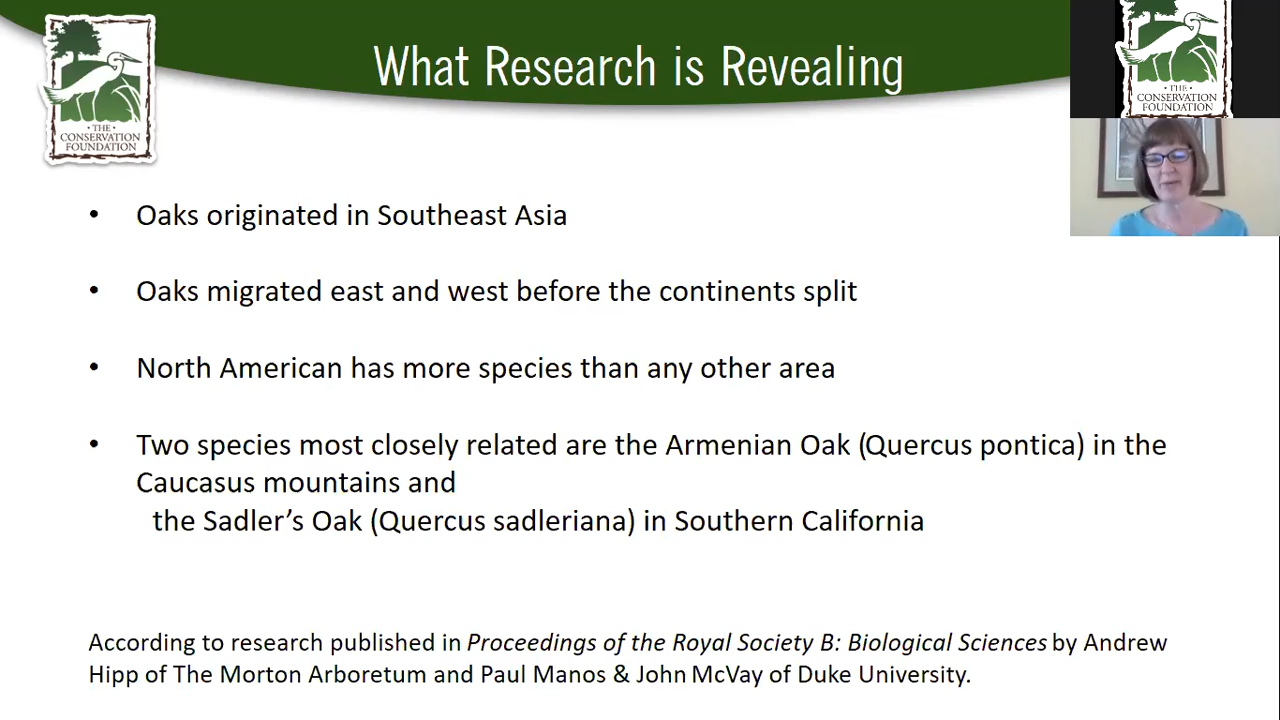 What Research is Revealing
• THE •
CONSERVATION
FOUNDATION
• THE
CONSERVATION
FOUNDATION
• Oaks originated in Southeast Asia
• Oaks migrated east and west before the continents split
• North American has more species than any other area
• Two species most closely related are the Armenian Oak (Quercus pontica) in the
Caucasus mountains and
the Sadler’s Oak (Quercus sadleriana) in Southern California
According to research published in Proceedings of the Royal Society B: Biological Sciences by Andrew
Hipp of The Morton Arboretum and Paul Manos & John McVay of Duke University.